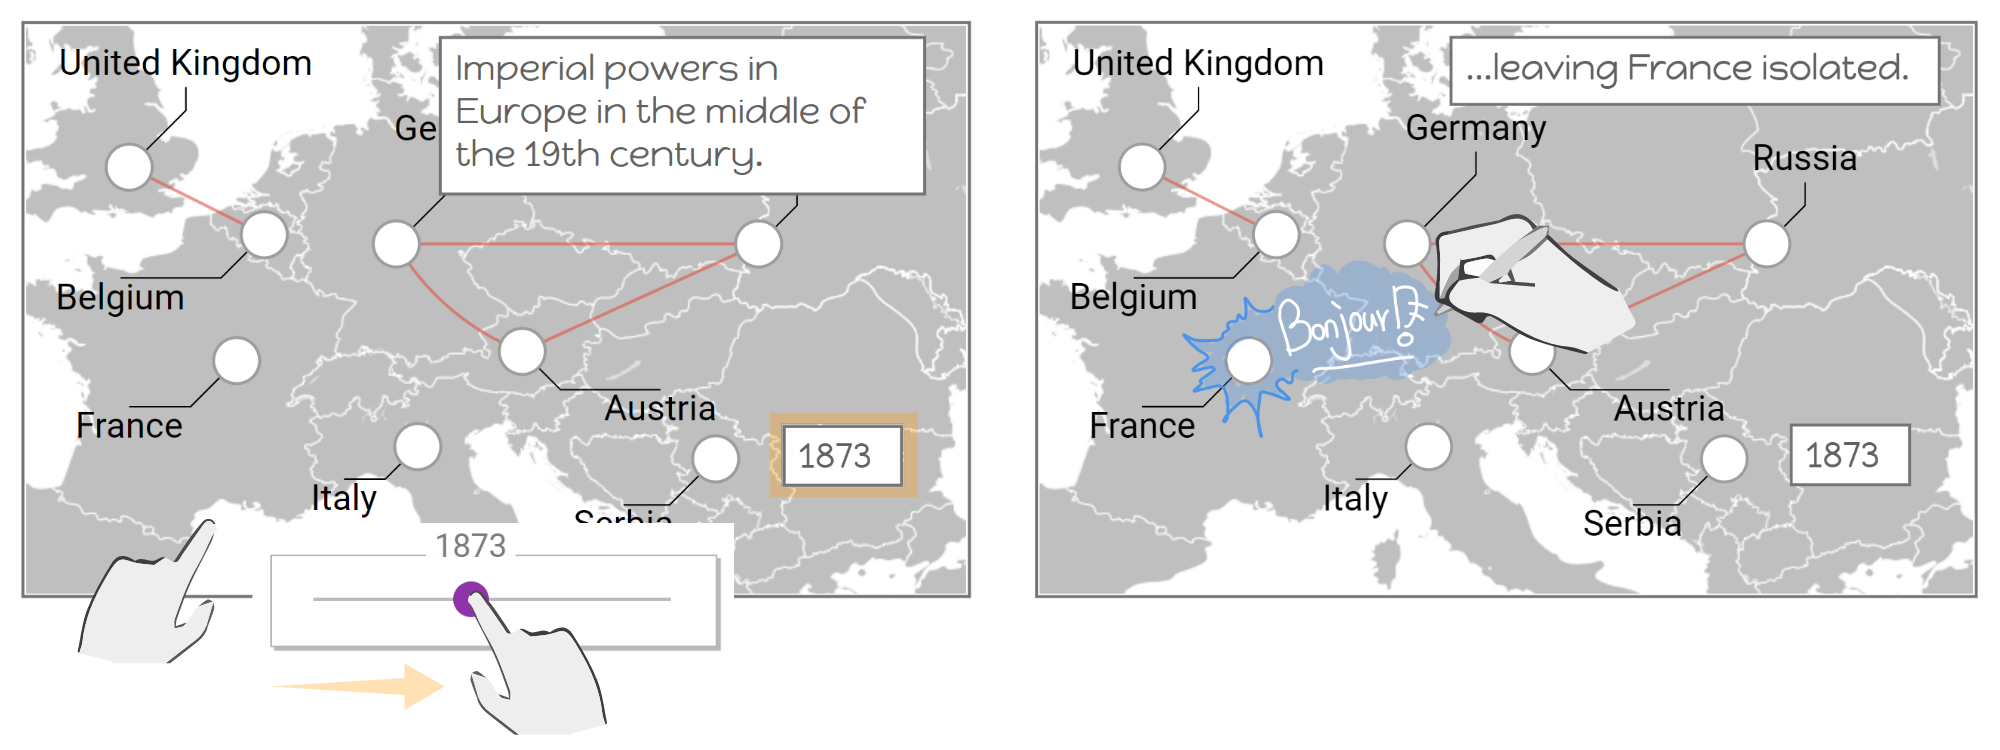 United Kingdom
Imperial powers in
Europe in the middle of
the 19th century.
Ge
Belgium
France
Austria
1873
Italy
Serbia
1873
United Kingdom
...leaving France isolated.
Germany
Russia
Belgium
Bonjour!?
France
Austria
1873
Italy
Serbia